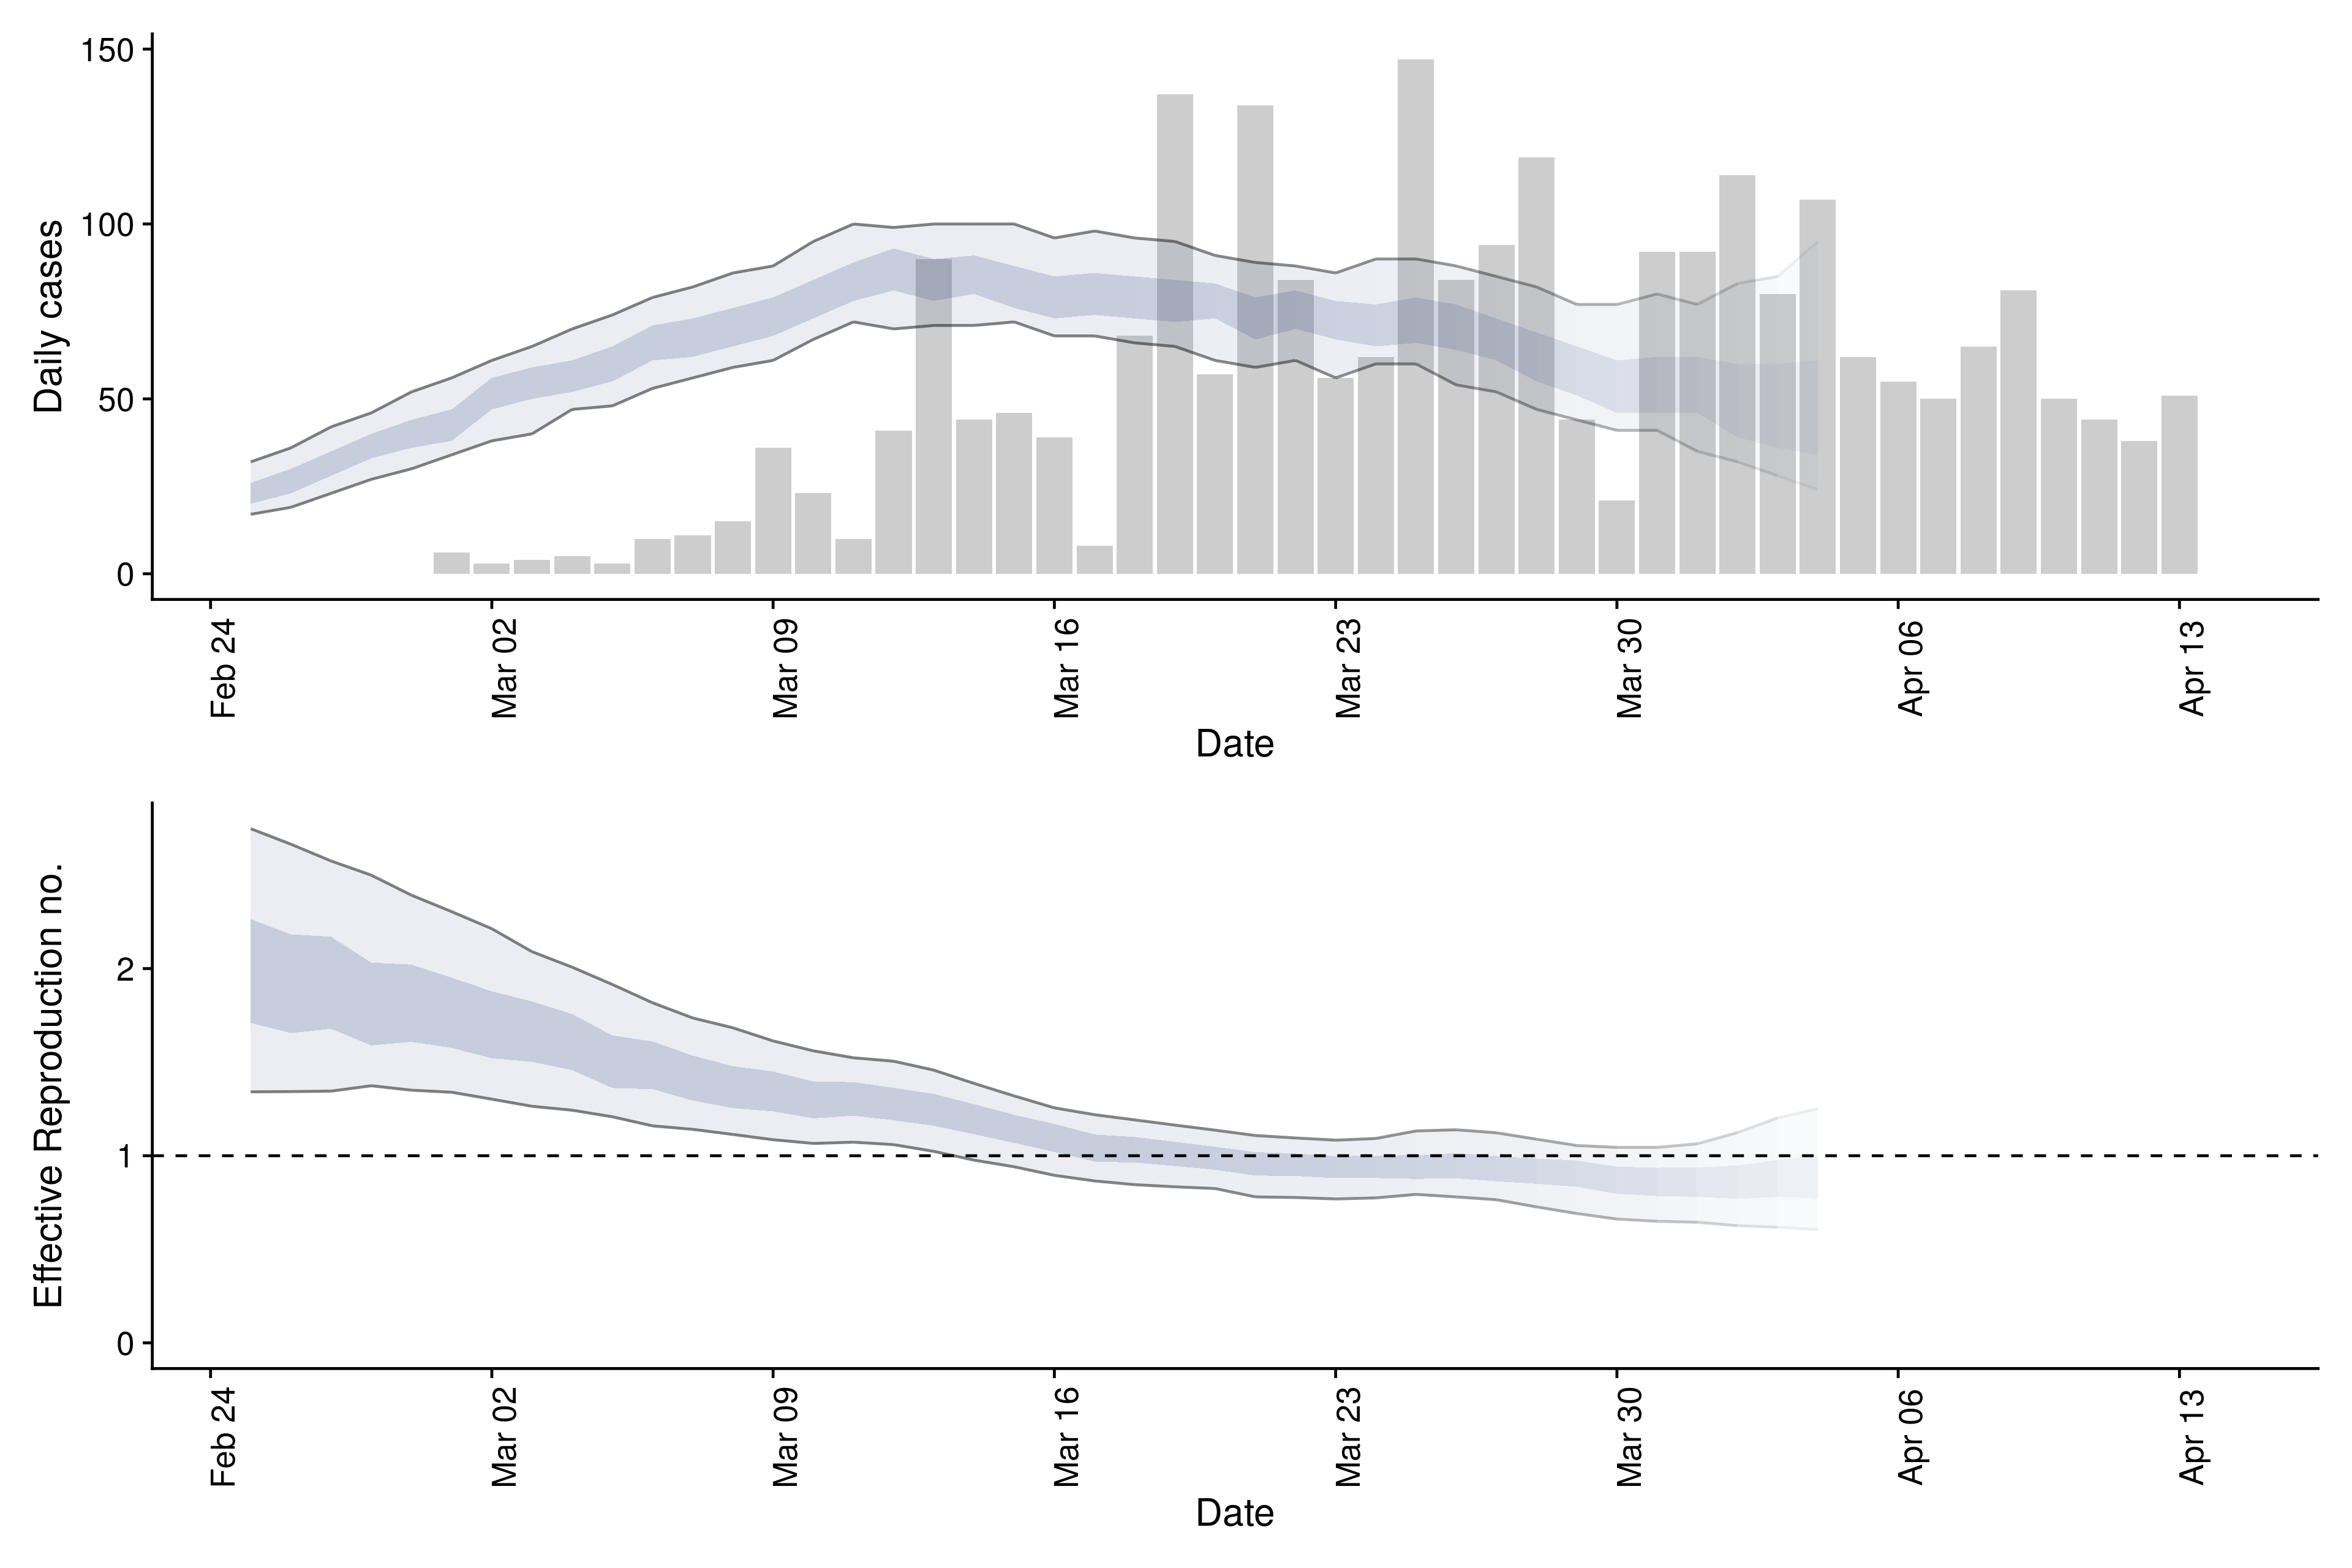 Daily cases
150
100
50
0
Feb 24
Mar 02
Mar 09
Mar 16
Mar 23
Mar 30
Apr 06
Apr 13
Date
Effective Reproduction no.
2
1
0
Feb 24
Mar 02
Mar 09
Mar 16
Mar 23
Mar 30
Apr 06
Apr 13
Date